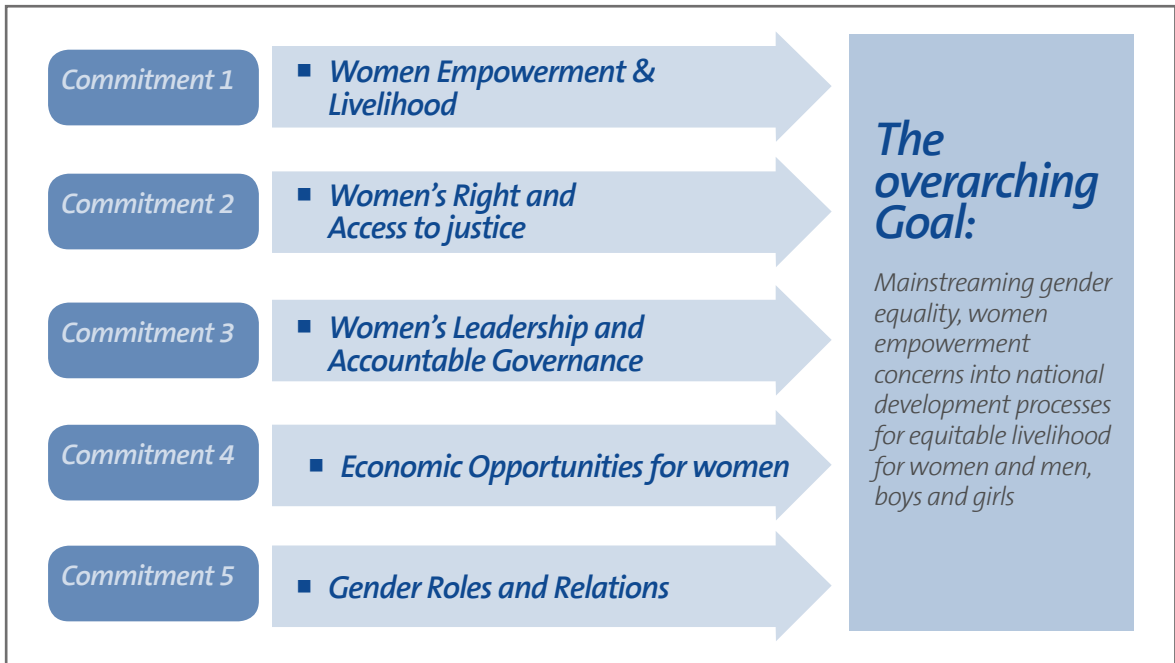 Commitment 1
▪ Women Empowerment &
Livelihood
Commitment 2
▪ Women’s Right and
Access to justice
Commitment 3
▪ Women’s Leadership and
Accountable Governance
Commitment 4
▪ Economic Opportunities for women
Commitment 5
▪ Gender Roles and Relations
The
overarching
Goal:
Mainstreaming gender
equality, women
empowerment
concerns into national
development processes
for equitable livelihood
for women and men,
boys and girls